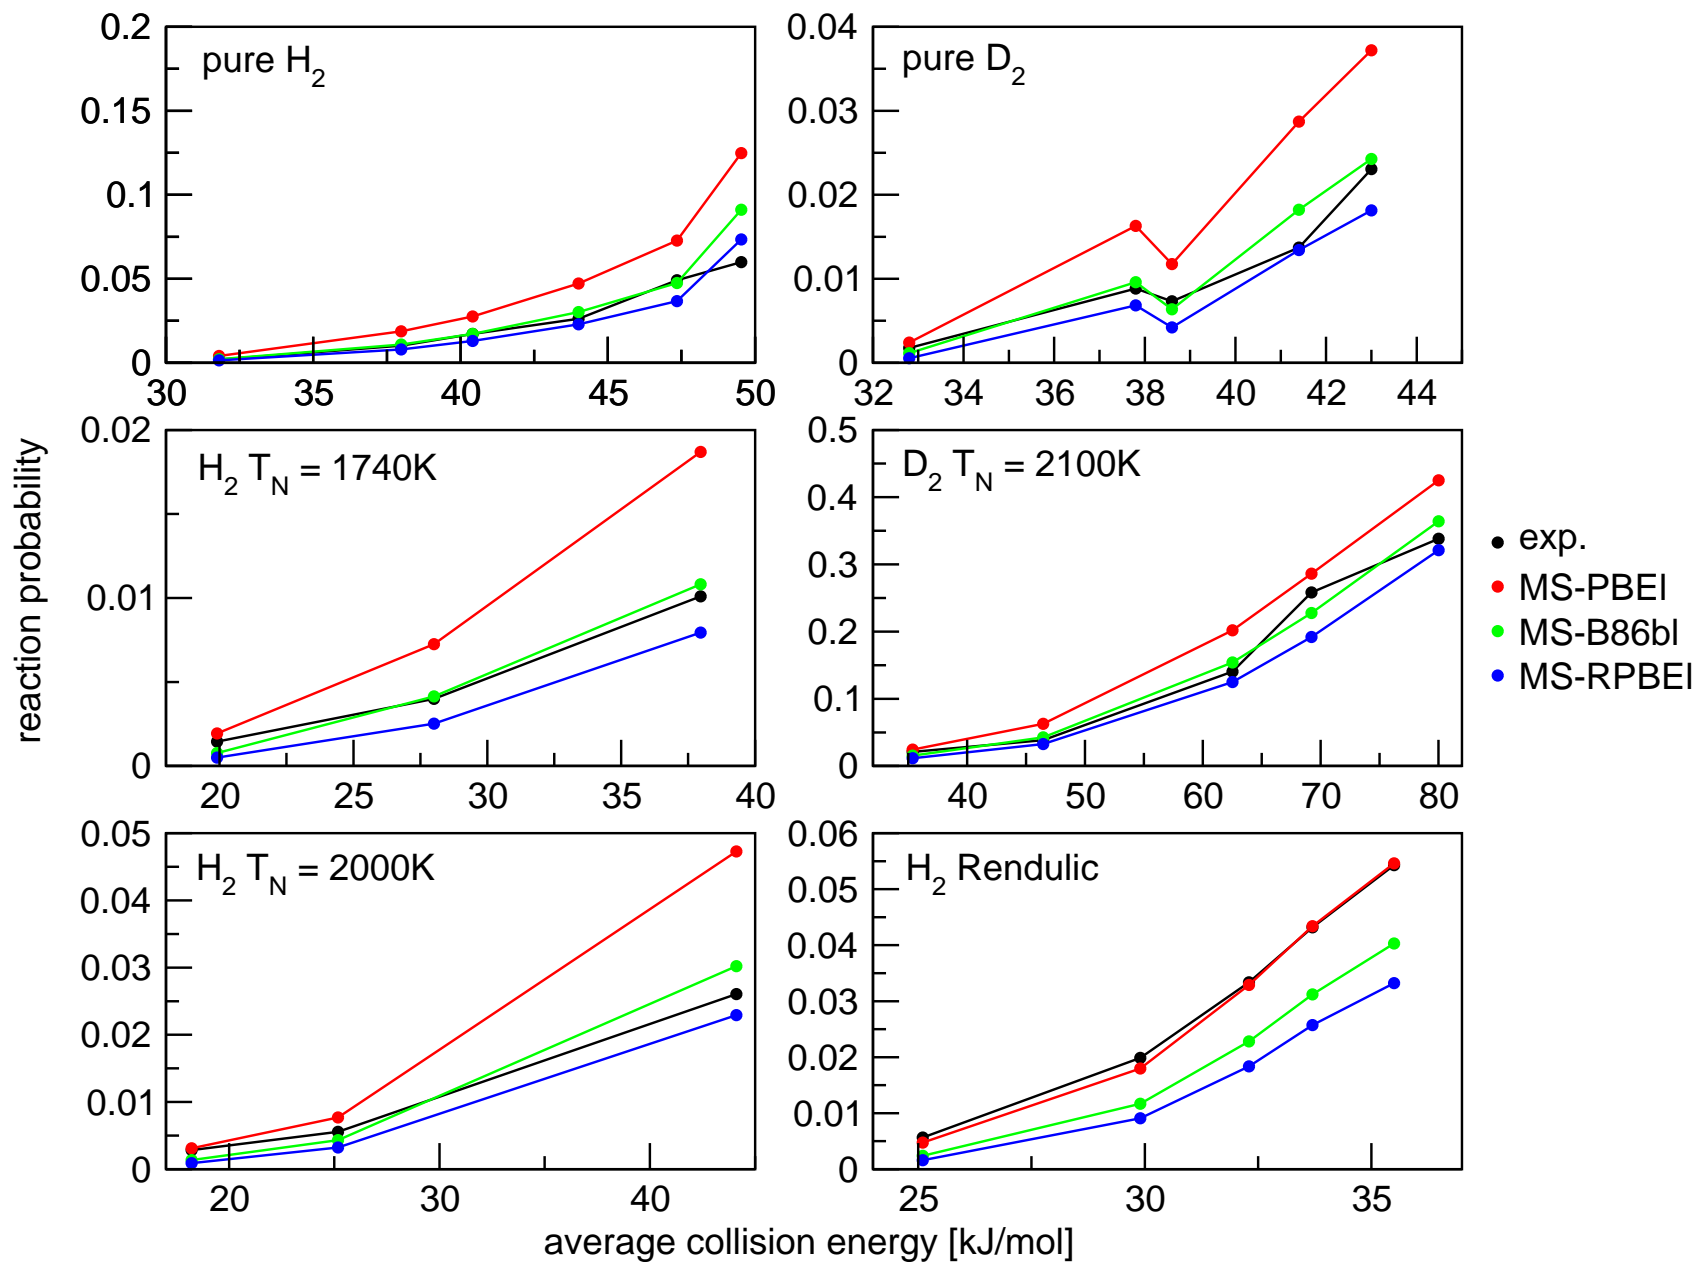 pure H2
0.2
0.15
0.1
0.05
0
30 35 40 45 50
pure D2
0.04
0.03
0.02
0.01
0
32 34 36 38 40 42 44
reaction probability
H2 TN = 1740K
0.02
0.01
0
20 25 30 35 40
D2 TN = 2100K
0.5
0.4
0.3
0.2
0.1
0
40 50 60 70 80
exp.
MS-PBEl
MS-B86bl
MS-RPBEl
H2 TN = 2000K
0.05
0.04
0.03
0.02
0.01
0
20 30 40
H2 Rendulic
0.06
0.05
0.04
0.03
0.02
0.01
0
25 30 35
average collision energy [kJ/mol]